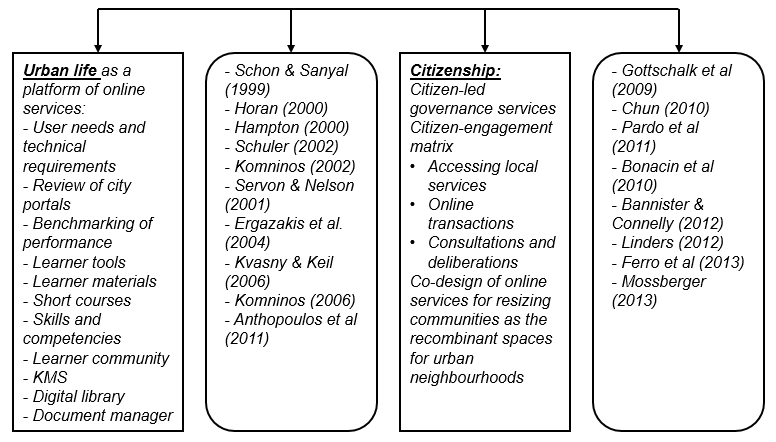 Urban life as a
platform of online
services:
- User needs and
technical
requirements
- Review of city
portals
- Benchmarking of
performance
- Learner tools
- Learner materials
- Short courses
- Skills and
competencies
- Learner community
- KMS
- Digital library
- Document manager
- Schon & Sanyal
(1999)
- Horan (2000)
- Hampton (2000)
- Schuler (2002)
- Komninos (2002)
- Servon & Nelson
(2001)
- Ergazakis et al.
(2004)
- Kvasny & Keil
(2006)
- Komninos (2006)
- Anthopoulos et al
(2011)
Citizenship:
Citizen-led
governance services
Citizen-engagement
matrix
• Accessing local
services
• Online
transactions
• Consultations and
deliberations
Co-design of online
services for resizing
communities as the
recombinant spaces
for urban
neighbourhoods
- Gottschalk et al
(2009)
- Chun (2010)
- Pardo et al
(2011)
- Bonacin et al
(2010)
- Bannister &
Connelly (2012)
- Linders (2012)
- Ferro et al (2013)
- Mossberger
(2013)